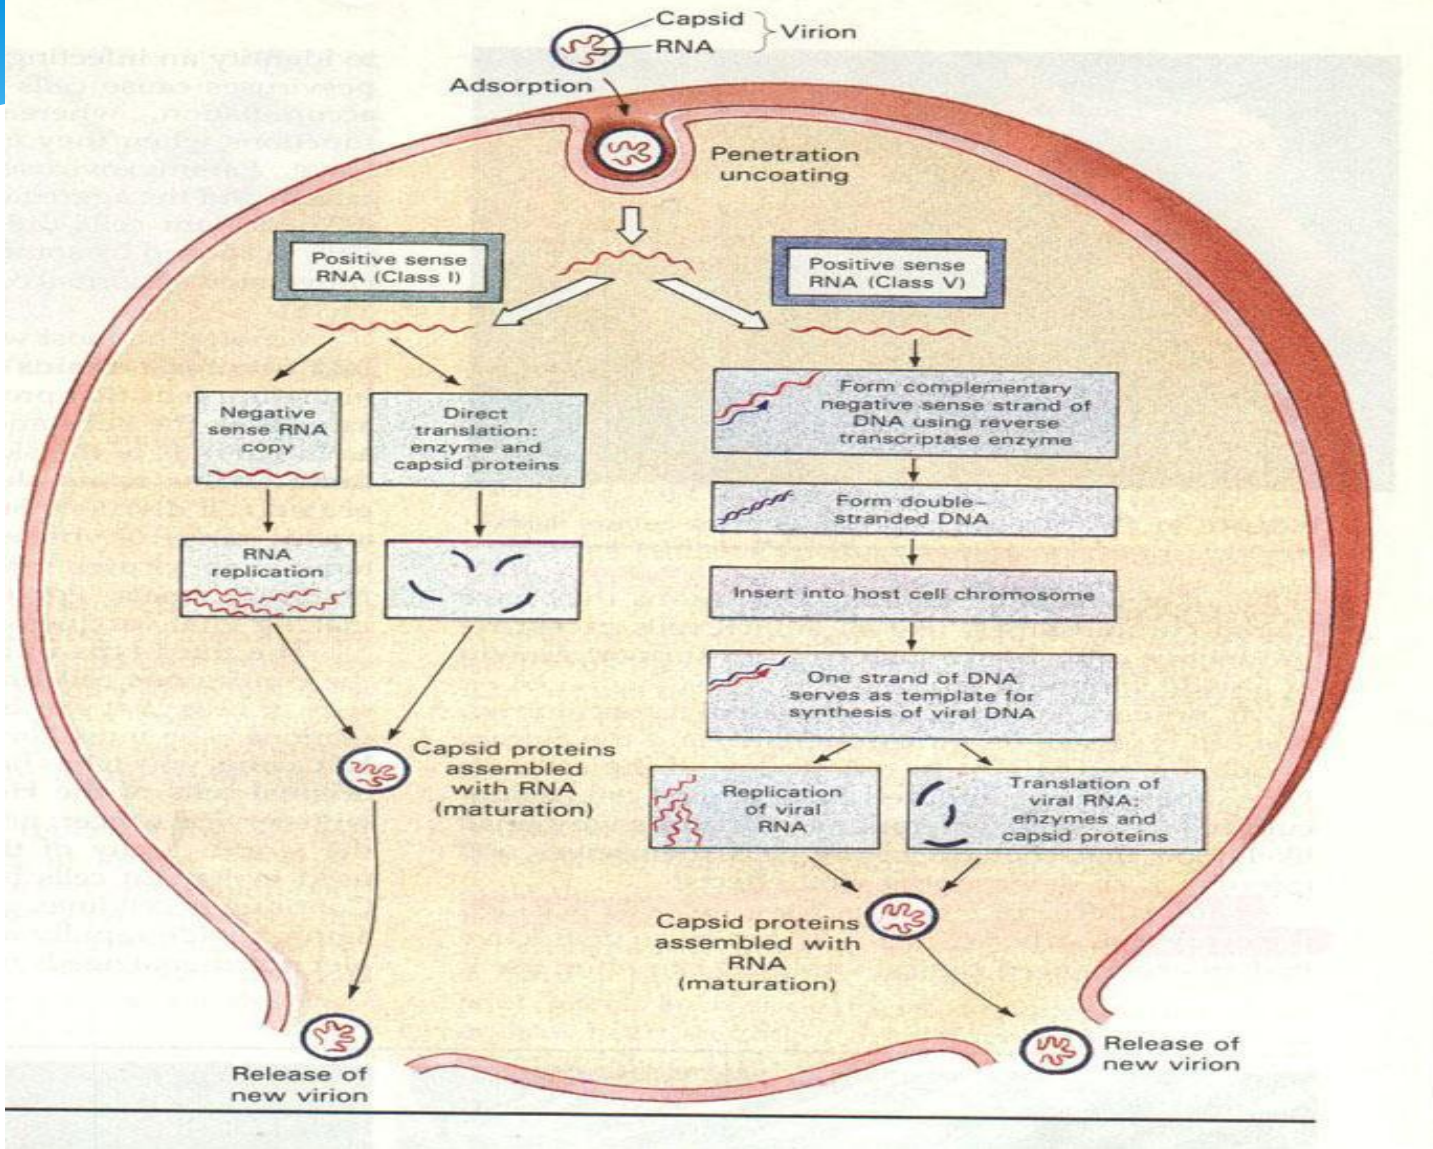 Capsid
RNA
Virion
Adsorption
Penetration
uncoating
Positive sense
RNA (Class I)
Positive sense
RNA (Class V)
Negative
sense RNA
copy
Direct
translation:
enzyme and
capsid proteins
RNA
replication
Form complementary
negative sense strand of
DNA using reverse
transcriptase enzyme
Form double-
stranded DNA
Insert into host cell chromosome
One strand of DNA
serves as template for
synthesis of viral DNA
Capsid proteins
assembled
with RNA
(maturation)
Replication
of viral
RNA
Translation of
viral RNA:
enzymes and
capsid proteins
Capsid proteins
assembled with
RNA
(maturation)
Release of
new virion
Release of
new virion